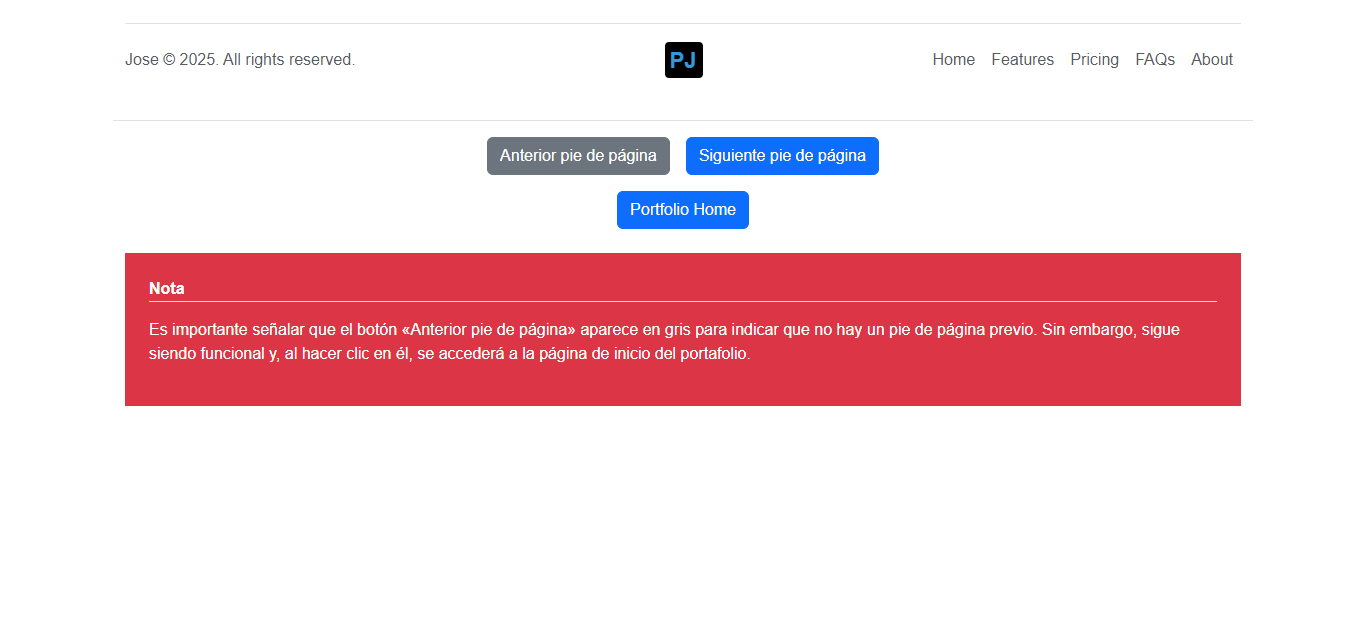 Jose © 2025. All rights reserved.
PJ
Home Features Pricing FAQs About
Anterior pie de página Siguiente pie de página
Portfolio Home
Nota
Es importante señalar que el botón «Anterior pie de página» aparece en gris para indicar que no hay un pie de página previo. Sin embargo, sigue
siendo funcional y, al hacer clic en él, se accederá a la página de inicio del portafolio.